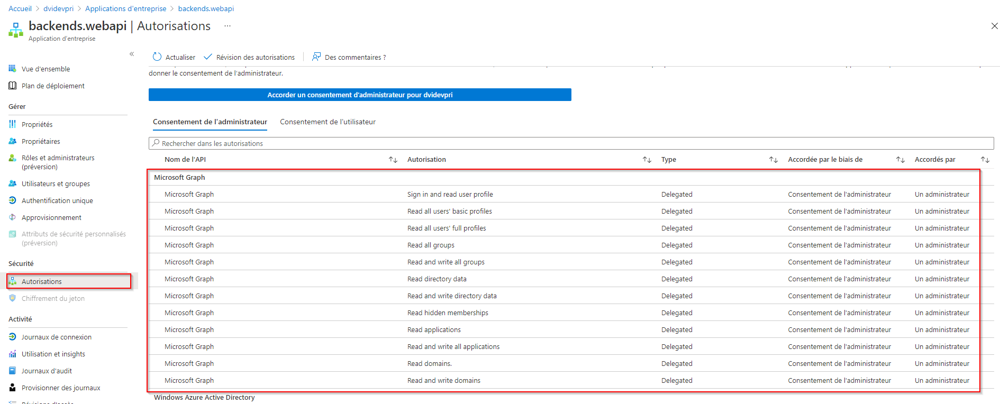 Accueil > dvidevpri > Applications d'entreprise > backends.webapi
backends.webapi | Autorisations ...
Application d'entreprise
Actualiser Révision des autorisations Des commentaires ?
donner le consentement de l'administrateur.
Accorder un consentement d'administrateur pour dvidevpri
Vue d'ensemble
Plan de déploiement
Gérer
Propriétés
Propriétaires
Rôles et administrateurs
(préversion)
Utilisateurs et groupes
Authentification unique
Approvisionnement
Attributs de sécurité personnalisés
(préversion)
Sécurité
Autorisations
Chiffrement du jeton
Activité
Journaux de connexion
Utilisation et insights
Journaux d'audit
Provisionner des journaux
Révisions d'accès
Consentement de l'administrateur Consentement de l'utilisateur
Rechercher dans les autorisations
Nom de l'API Autorisation Type Accordée par le biais de Accordés par
Microsoft Graph
Microsoft Graph Sign in and read user profile Delegated Consentement de l'administrateur Un administrateur
Microsoft Graph Read all users' basic profiles Delegated Consentement de l'administrateur Un administrateur
Microsoft Graph Read all users' full profiles Delegated Consentement de l'administrateur Un administrateur
Microsoft Graph Read all groups Delegated Consentement de l'administrateur Un administrateur
Microsoft Graph Read and write all groups Delegated Consentement de l'administrateur Un administrateur
Microsoft Graph Read directory data Delegated Consentement de l'administrateur Un administrateur
Microsoft Graph Read and write directory data Delegated Consentement de l'administrateur Un administrateur
Microsoft Graph Read hidden memberships Delegated Consentement de l'administrateur Un administrateur
Microsoft Graph Read applications Delegated Consentement de l'administrateur Un administrateur
Microsoft Graph Read and write all applications Delegated Consentement de l'administrateur Un administrateur
Microsoft Graph Read domains. Delegated Consentement de l'administrateur Un administrateur
Microsoft Graph Read and write domains Delegated Consentement de l'administrateur Un administrateur
Windows Azure Active Directory